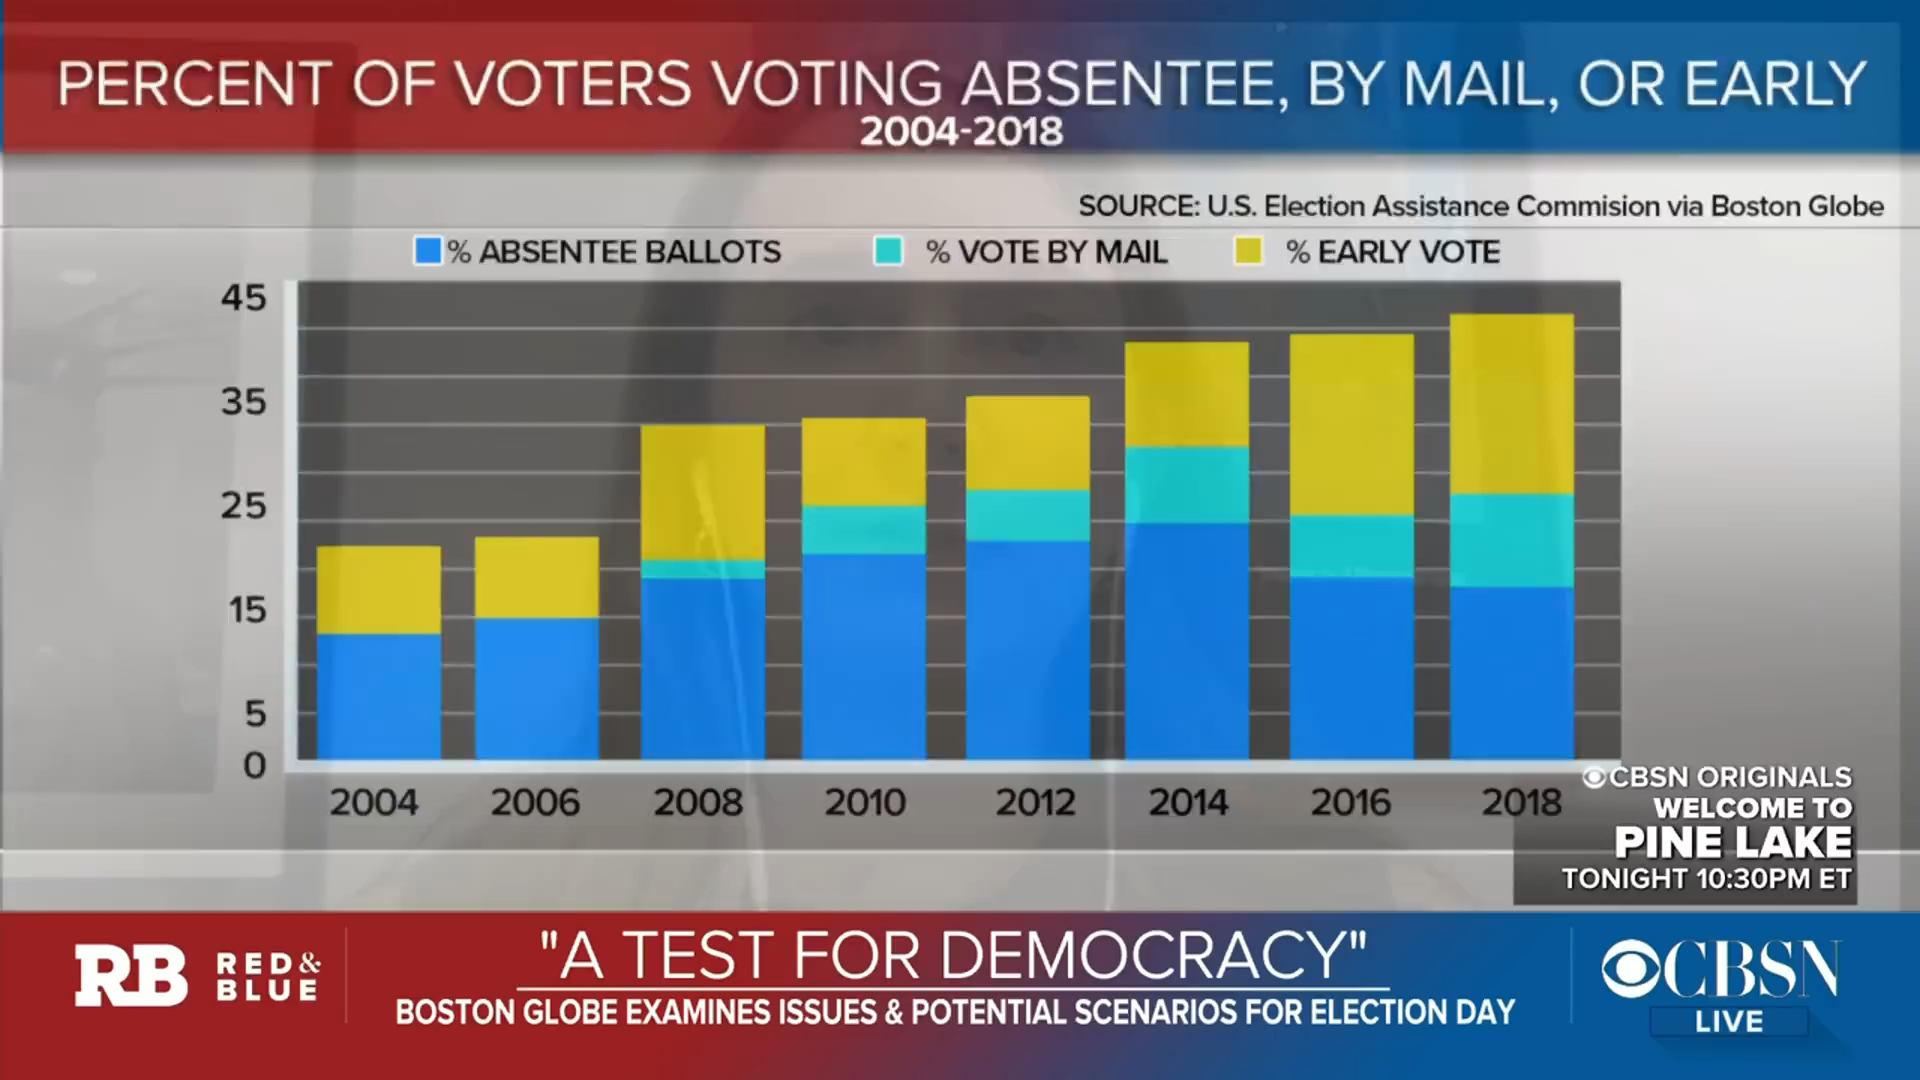 PERCENT OF VOTERS VOTING ABSENTEE, BY MAIL, OR EARLY
2004-2018
SOURCE: U.S. Election Assistance Commision via Boston Globe
% ABSENTEE BALLOTS % VOTE BY MAIL % EARLY VOTE
45
35
25
15
5
0
2004 2006 2008 2010 2012 2014 2016 2018
CBSN ORIGINALS
WELCOME TO
PINE LAKE
TONIGHT 10:30PM ET
RB RED& BLUE
"A TEST FOR DEMOCRACY"
BOSTON GLOBE EXAMINES ISSUES & POTENTIAL SCENARIOS FOR ELECTION DAY
CBSN
LIVE